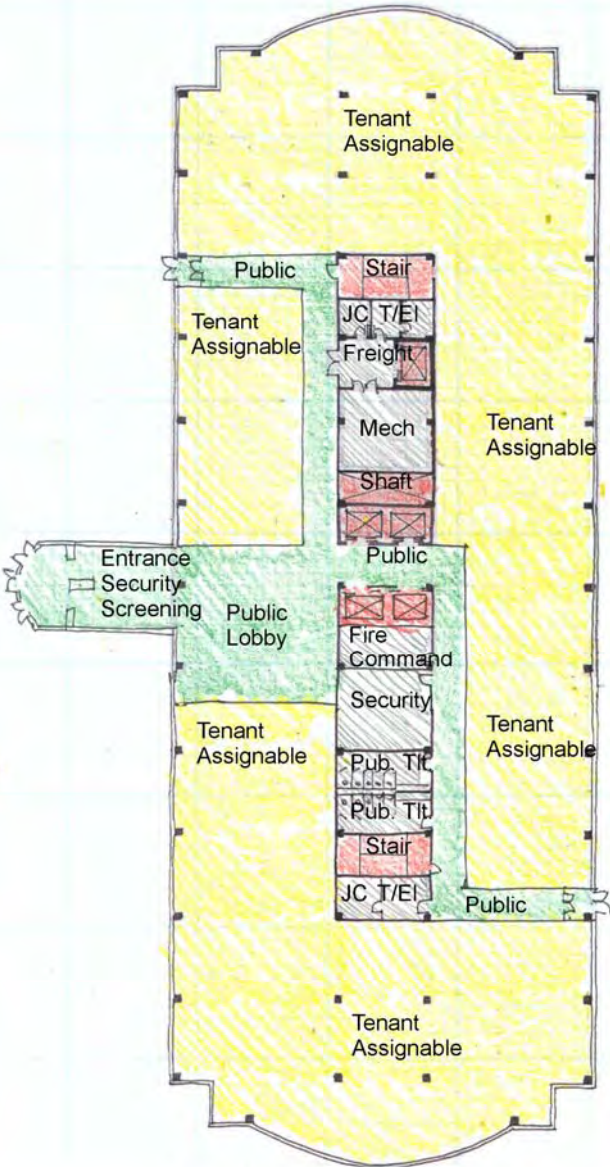 Tenant
Assignable
Public
Stair
JC T/El
Tenant
Assignable
Freight
Mech
Tenant
Assignable
Shaft
Public
Entrance
Security
Screening
Public
Lobby
Fire
Command
Security
Tenant
Assignable
Tenant
Assignable
Pub. Tlt.
Pub. Tlt.
Stair
JC T/El
Public
Tenant
Assignable